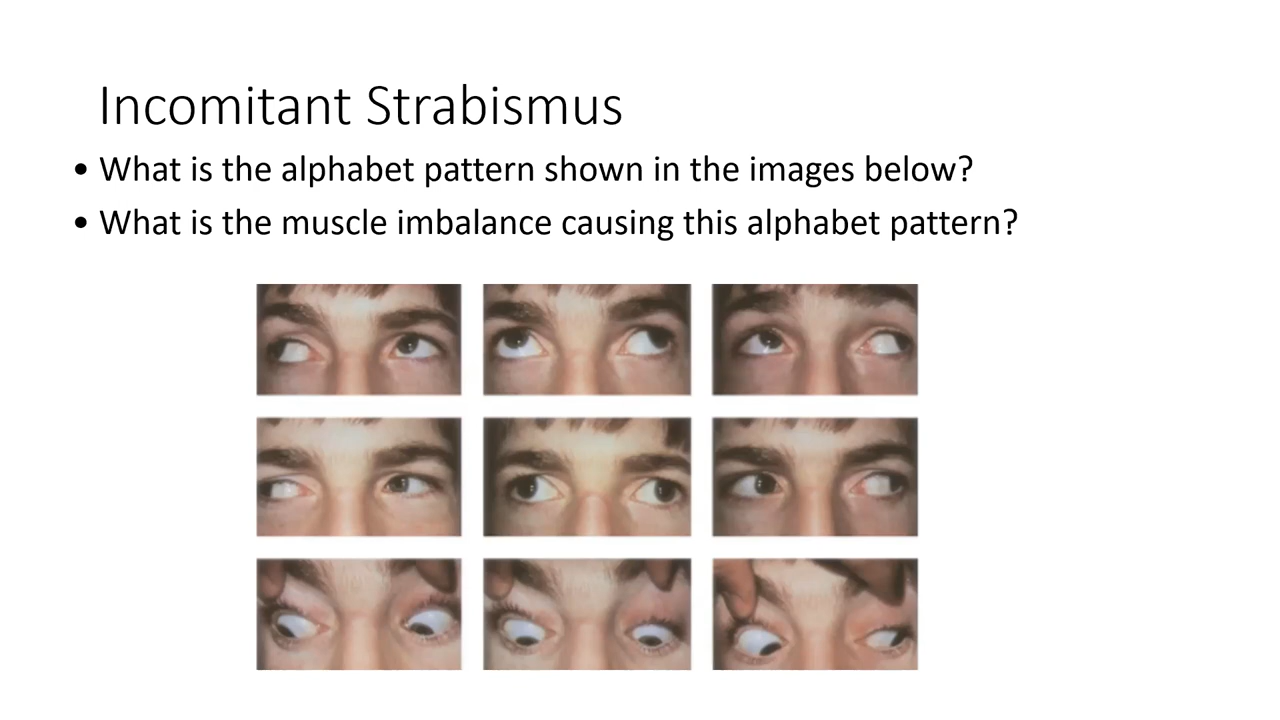 Incomitant Strabismus
• What is the alphabet pattern shown in the images below?
• What is the muscle imbalance causing this alphabet pattern?